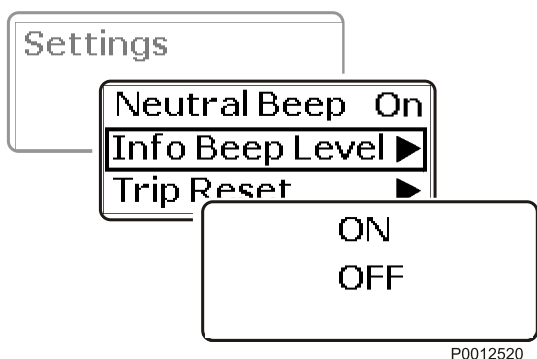 Settings
Neutral Beep On
Info Beep Level ▶
Trip Reset ▶
ON
OFF
P0012520